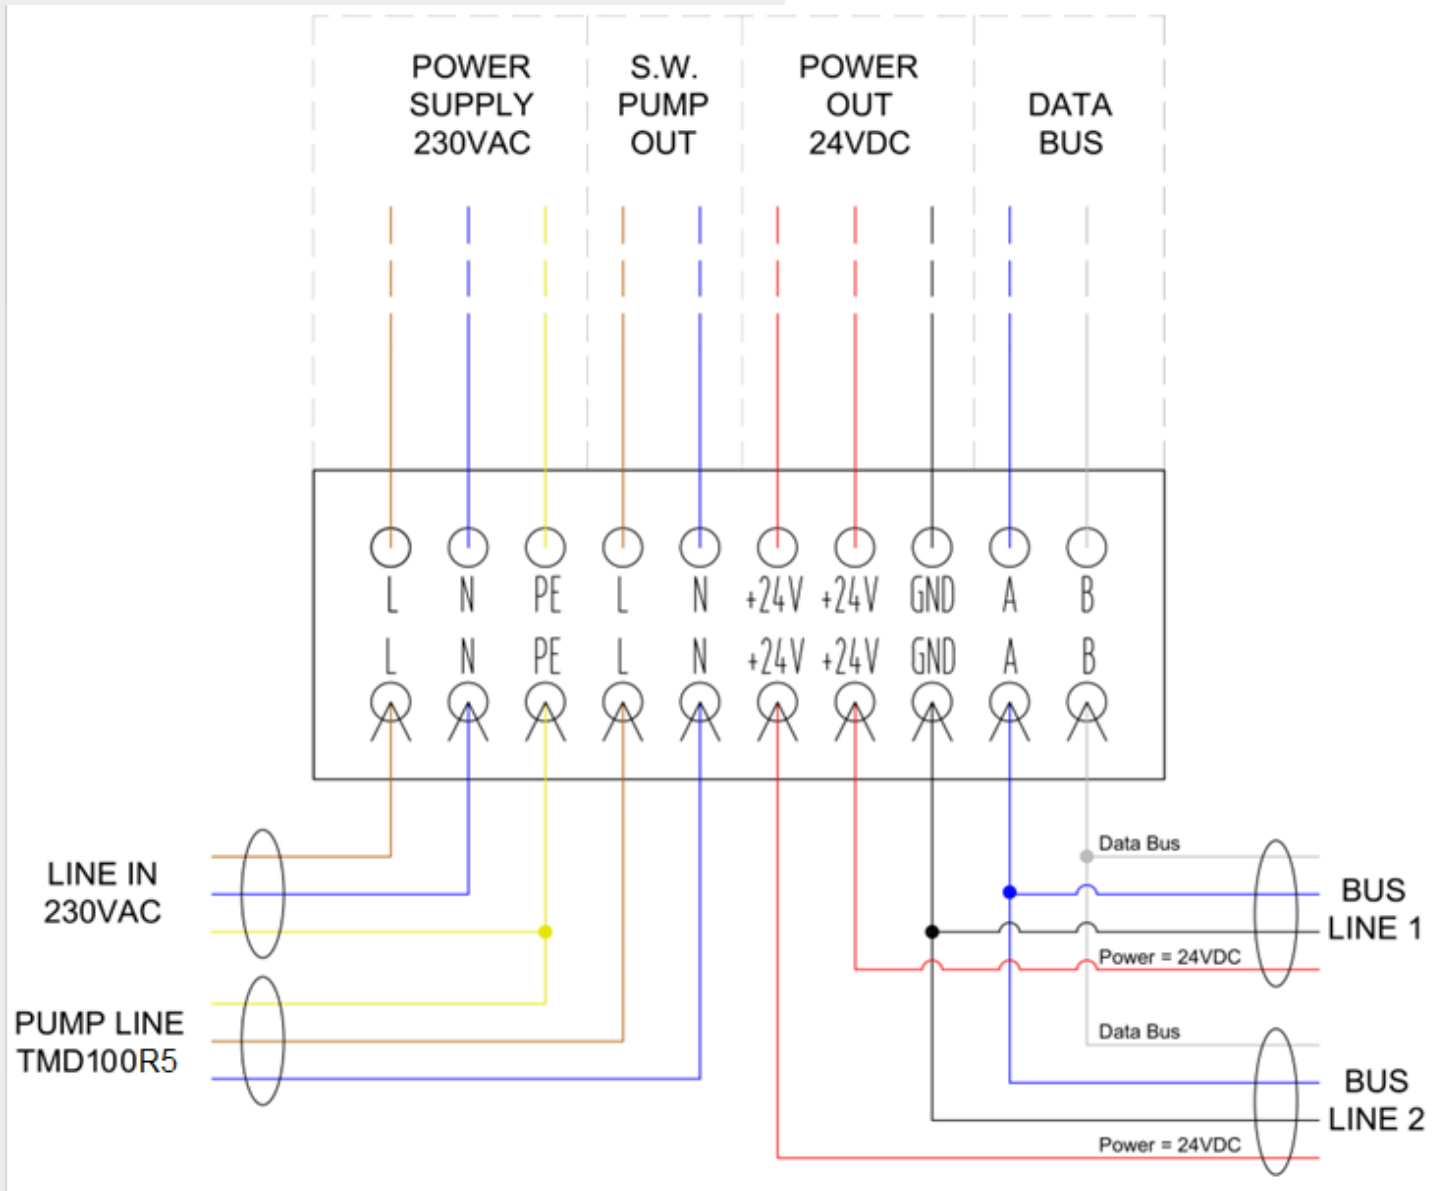 POWER
SUPPLY
230VAC
S.W.
PUMP
OUT
POWER
OUT
24VDC
DATA
BUS
L N PE L N +24V +24V GND A B
L N PE L N +24V +24V GND A B
LINE IN
230VAC
PUMP LINE
TMD100R5
Data Bus
BUS
LINE 1
Power = 24VDC
Data Bus
BUS
LINE 2
Power = 24VDC